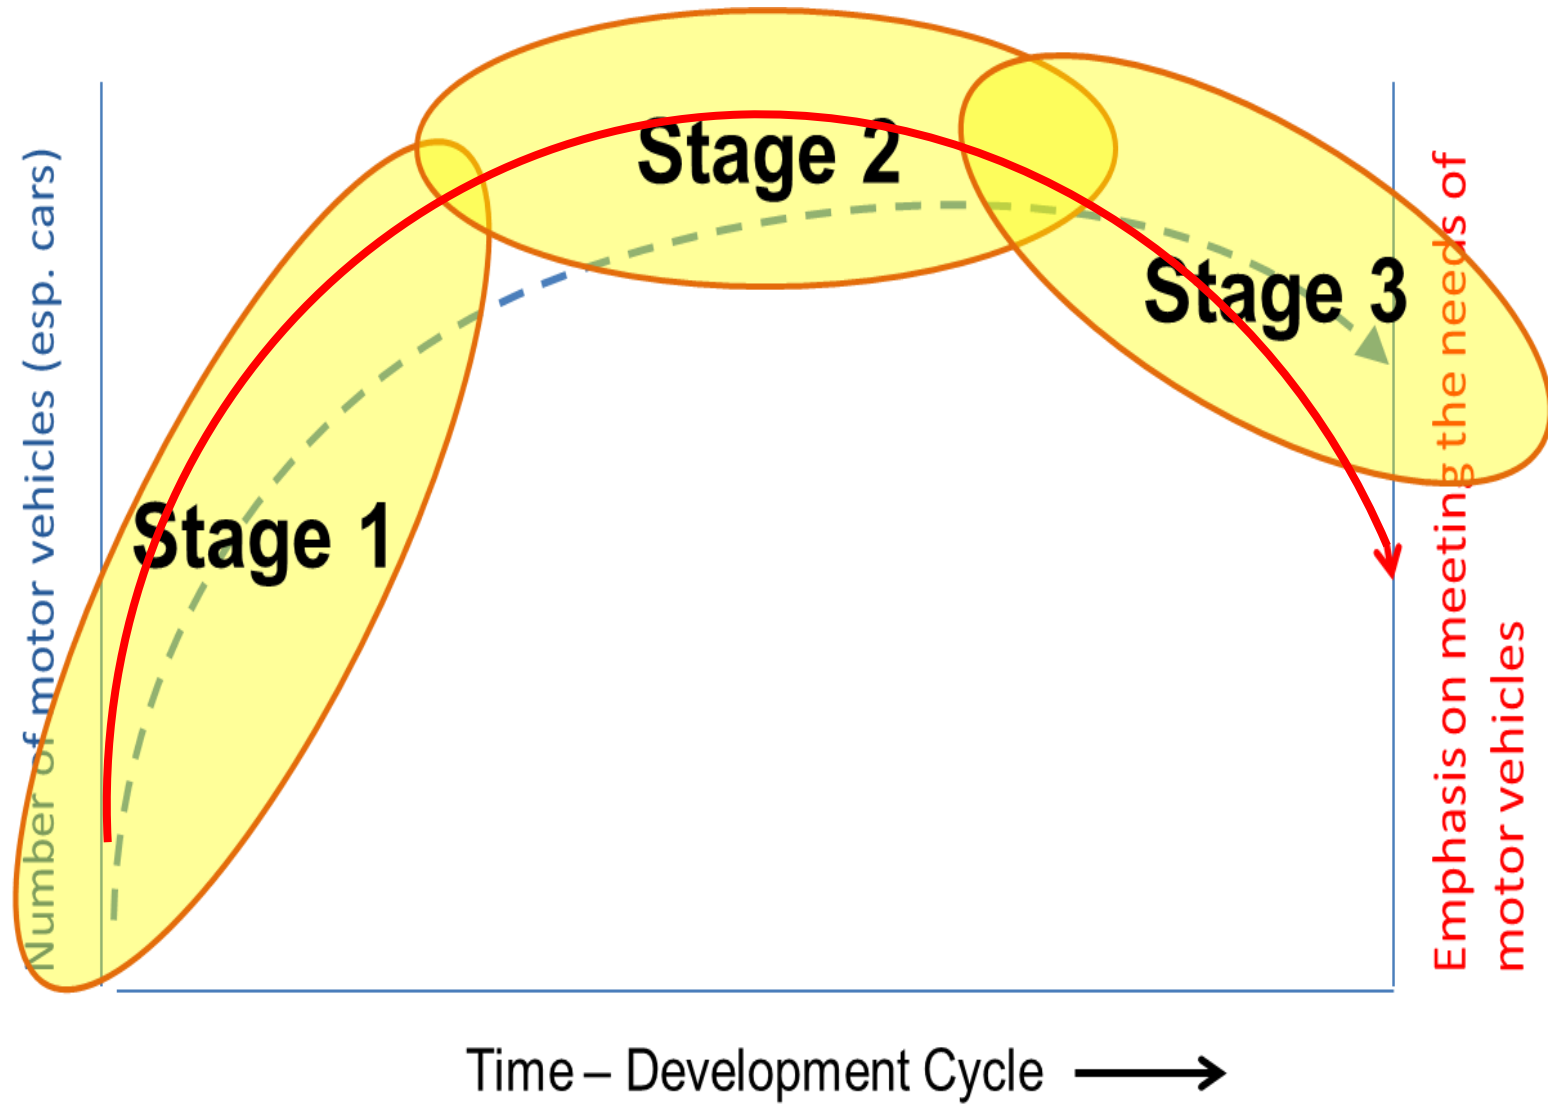 Number of motor vehicles (esp. cars)
Stage 1
Stage 2
Stage 3
Emphasis on meeting the needs of
motor vehicles
Time – Development Cycle